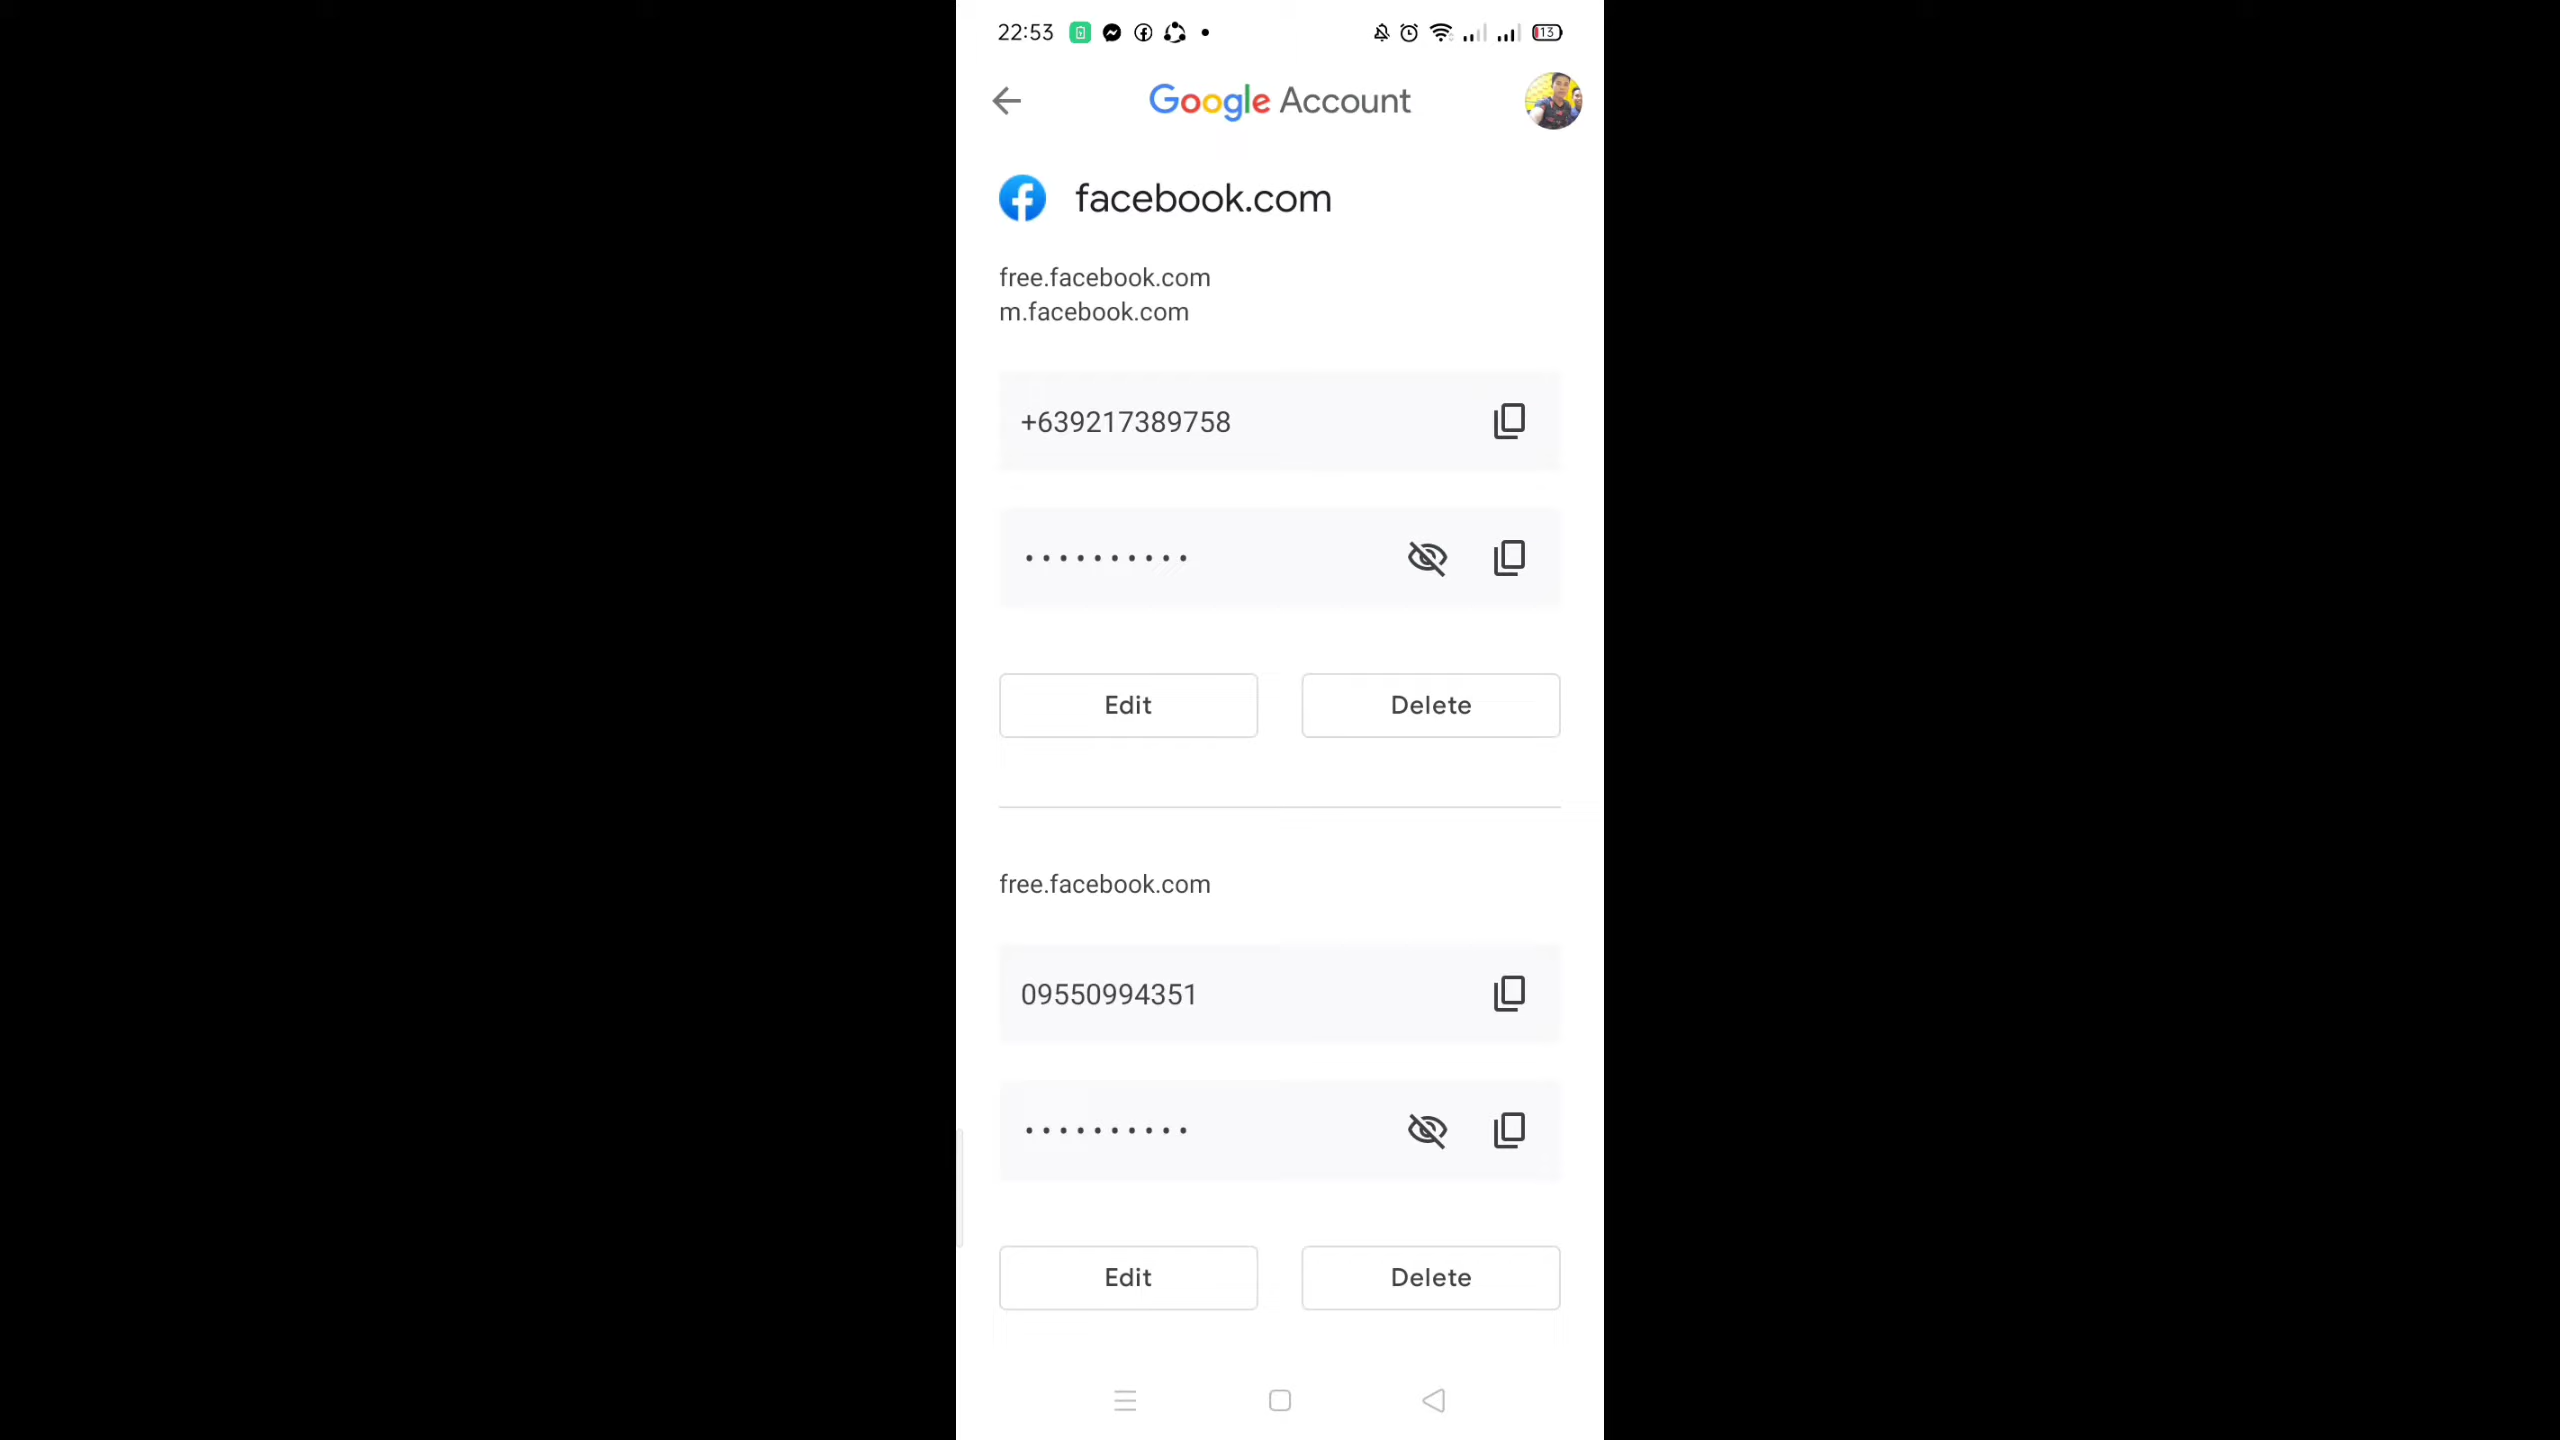 22:53
13
Google Account
facebook.com
free.facebook.com
m.facebook.com
+639217389758
••••••••••
Edit Delete
free.facebook.com
09550994351
••••••••••
Edit Delete